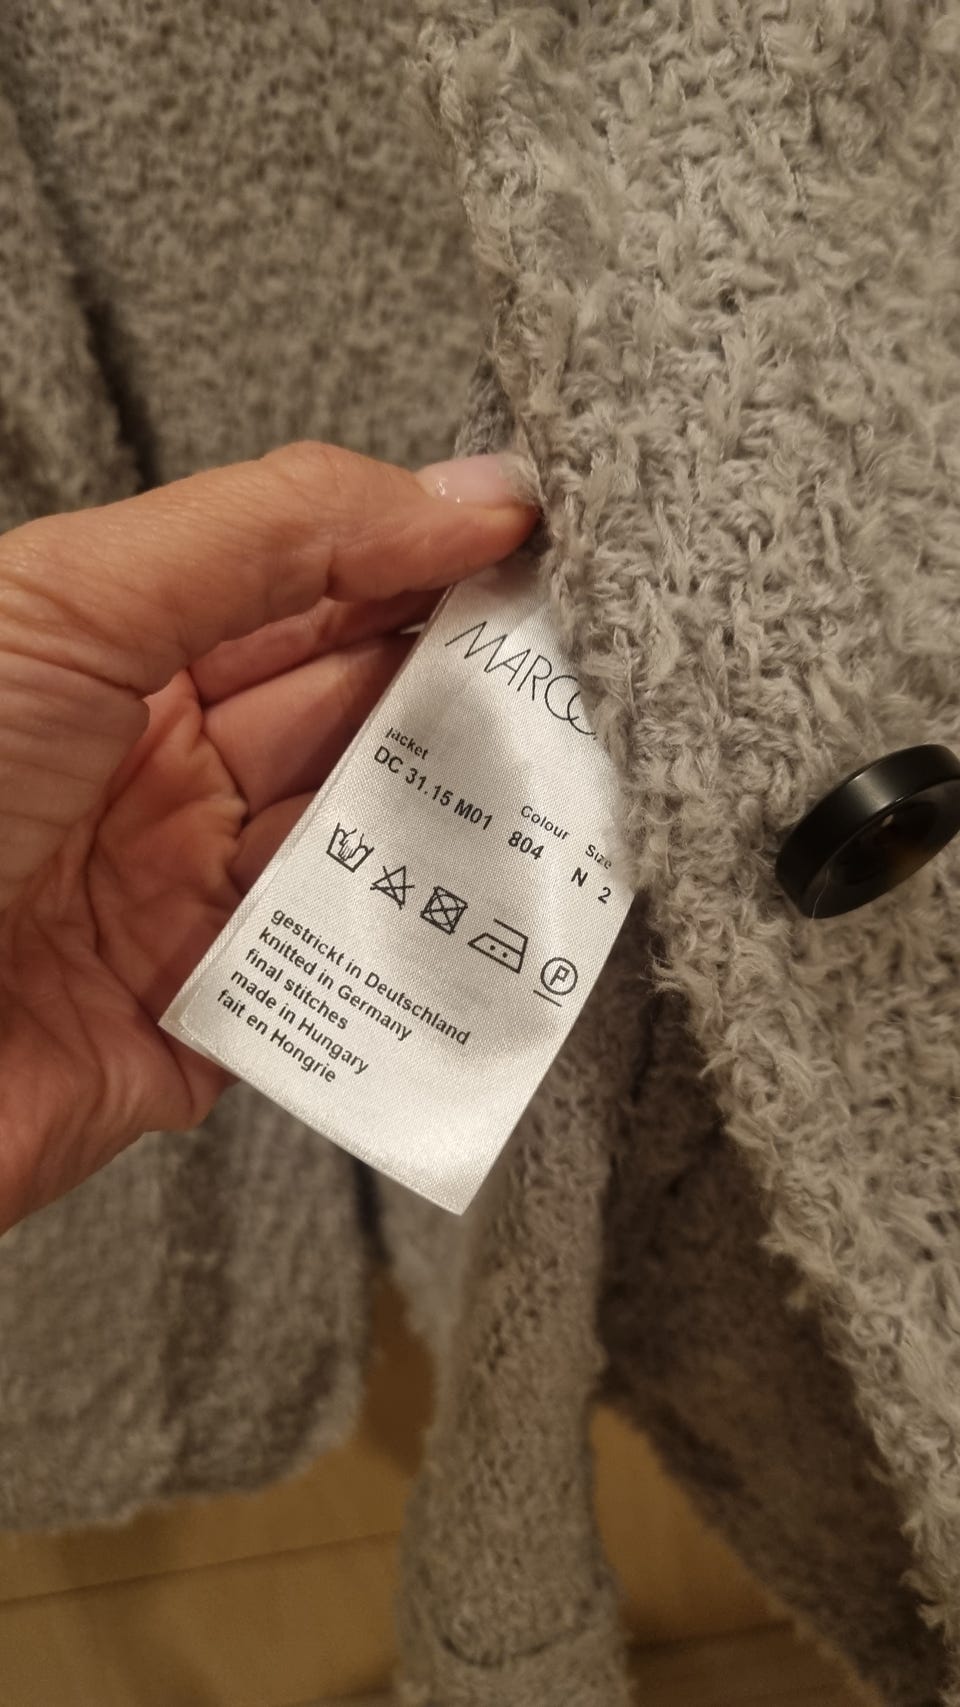 MARCC
jacket
DC 31.15 M01
Colour
804
Size
N 2
P
gestrickt in Deutschland
knitted in Germany
final stitches
made in Hungary
fait en Hongrie